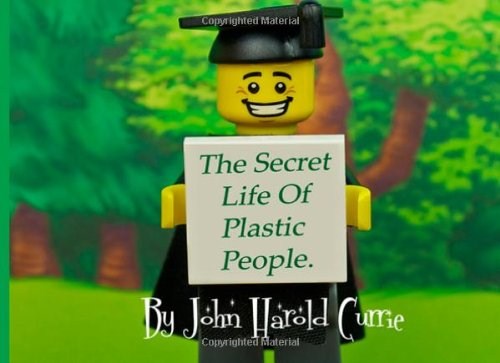 Copyrighted Material
The Secret
Life Of
Plastic
People.
By John Harold Currie
Copyrighted Material